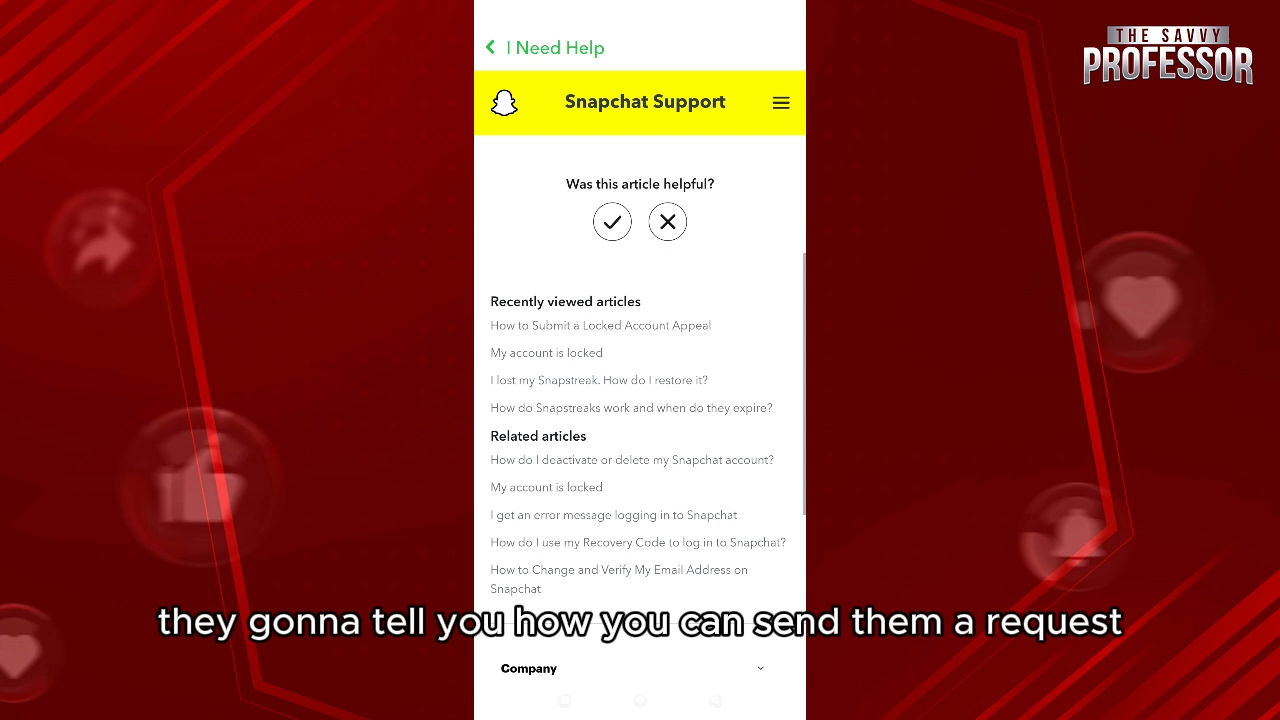 I Need Help
THE SAVVY
PROFESSOR
Snapchat Support
Was this article helpful?
Recently viewed articles
How to Submit a Locked Account Appeal
My account is locked
I lost my Snapstreak. How do I restore it?
How do Snapstreaks work and when do they expire?
Related articles
How do I deactivate or delete my Snapchat account?
My account is locked
I get an error message logging in to Snapchat
How do I use my Recovery Code to log in to Snapchat?
How to Change and Verify My Email Address on
Snapchat
they gonna tell you how you can send them a request
Company